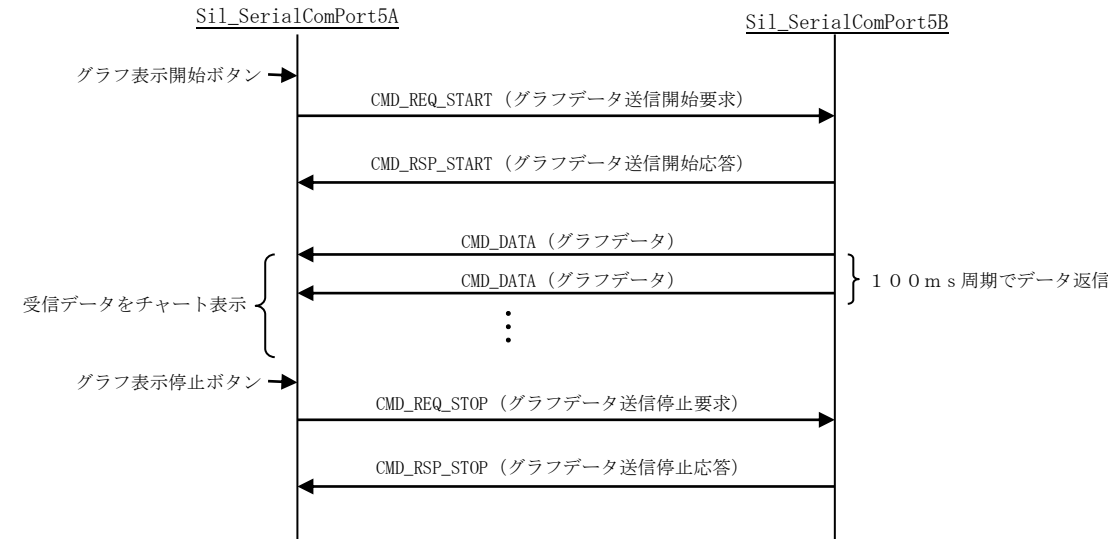 Sil_SerialComPort5A
Sil_SerialComPort5B
グラフ表示開始ボタン
CMD_REQ_START (グラフデータ送信開始要求)
CMD_RSP_START (グラフデータ送信開始応答)
CMD_DATA (グラフデータ)
CMD_DATA (グラフデータ)
１００ｍｓ周期でデータ返信
受信データをチャート表示
グラフ表示停止ボタン
CMD_REQ_STOP (グラフデータ送信停止要求)
CMD_RSP_STOP (グラフデータ送信停止応答)